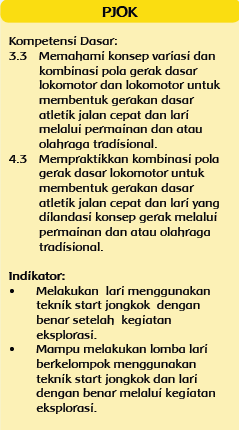 PJOK
Kompetensi Dasar:
3.3 Memahami konsep variasi dan
kombinasi pola gerak dasar
lokomotor dan lokomotor untuk
membentuk gerakan dasar
atletik jalan cepat dan lari
melalui permainan dan atau
olahraga tradisional.
4.3 Mempraktikkan kombinasi pola
gerak dasar lokomotor untuk
membentuk gerakan dasar
atletik jalan cepat dan lari yang
dilandasi konsep gerak melalui
permainan dan atau olahraga
tradisional.
Indikator:
• Melakukan lari menggunakan
teknik start jongkok dengan
benar setelah kegiatan
eksplorasi.
• Mampu melakukan lomba lari
berkelompok menggunakan
teknik start jongkok dan lari
dengan benar melalui kegiatan
eksplorasi.